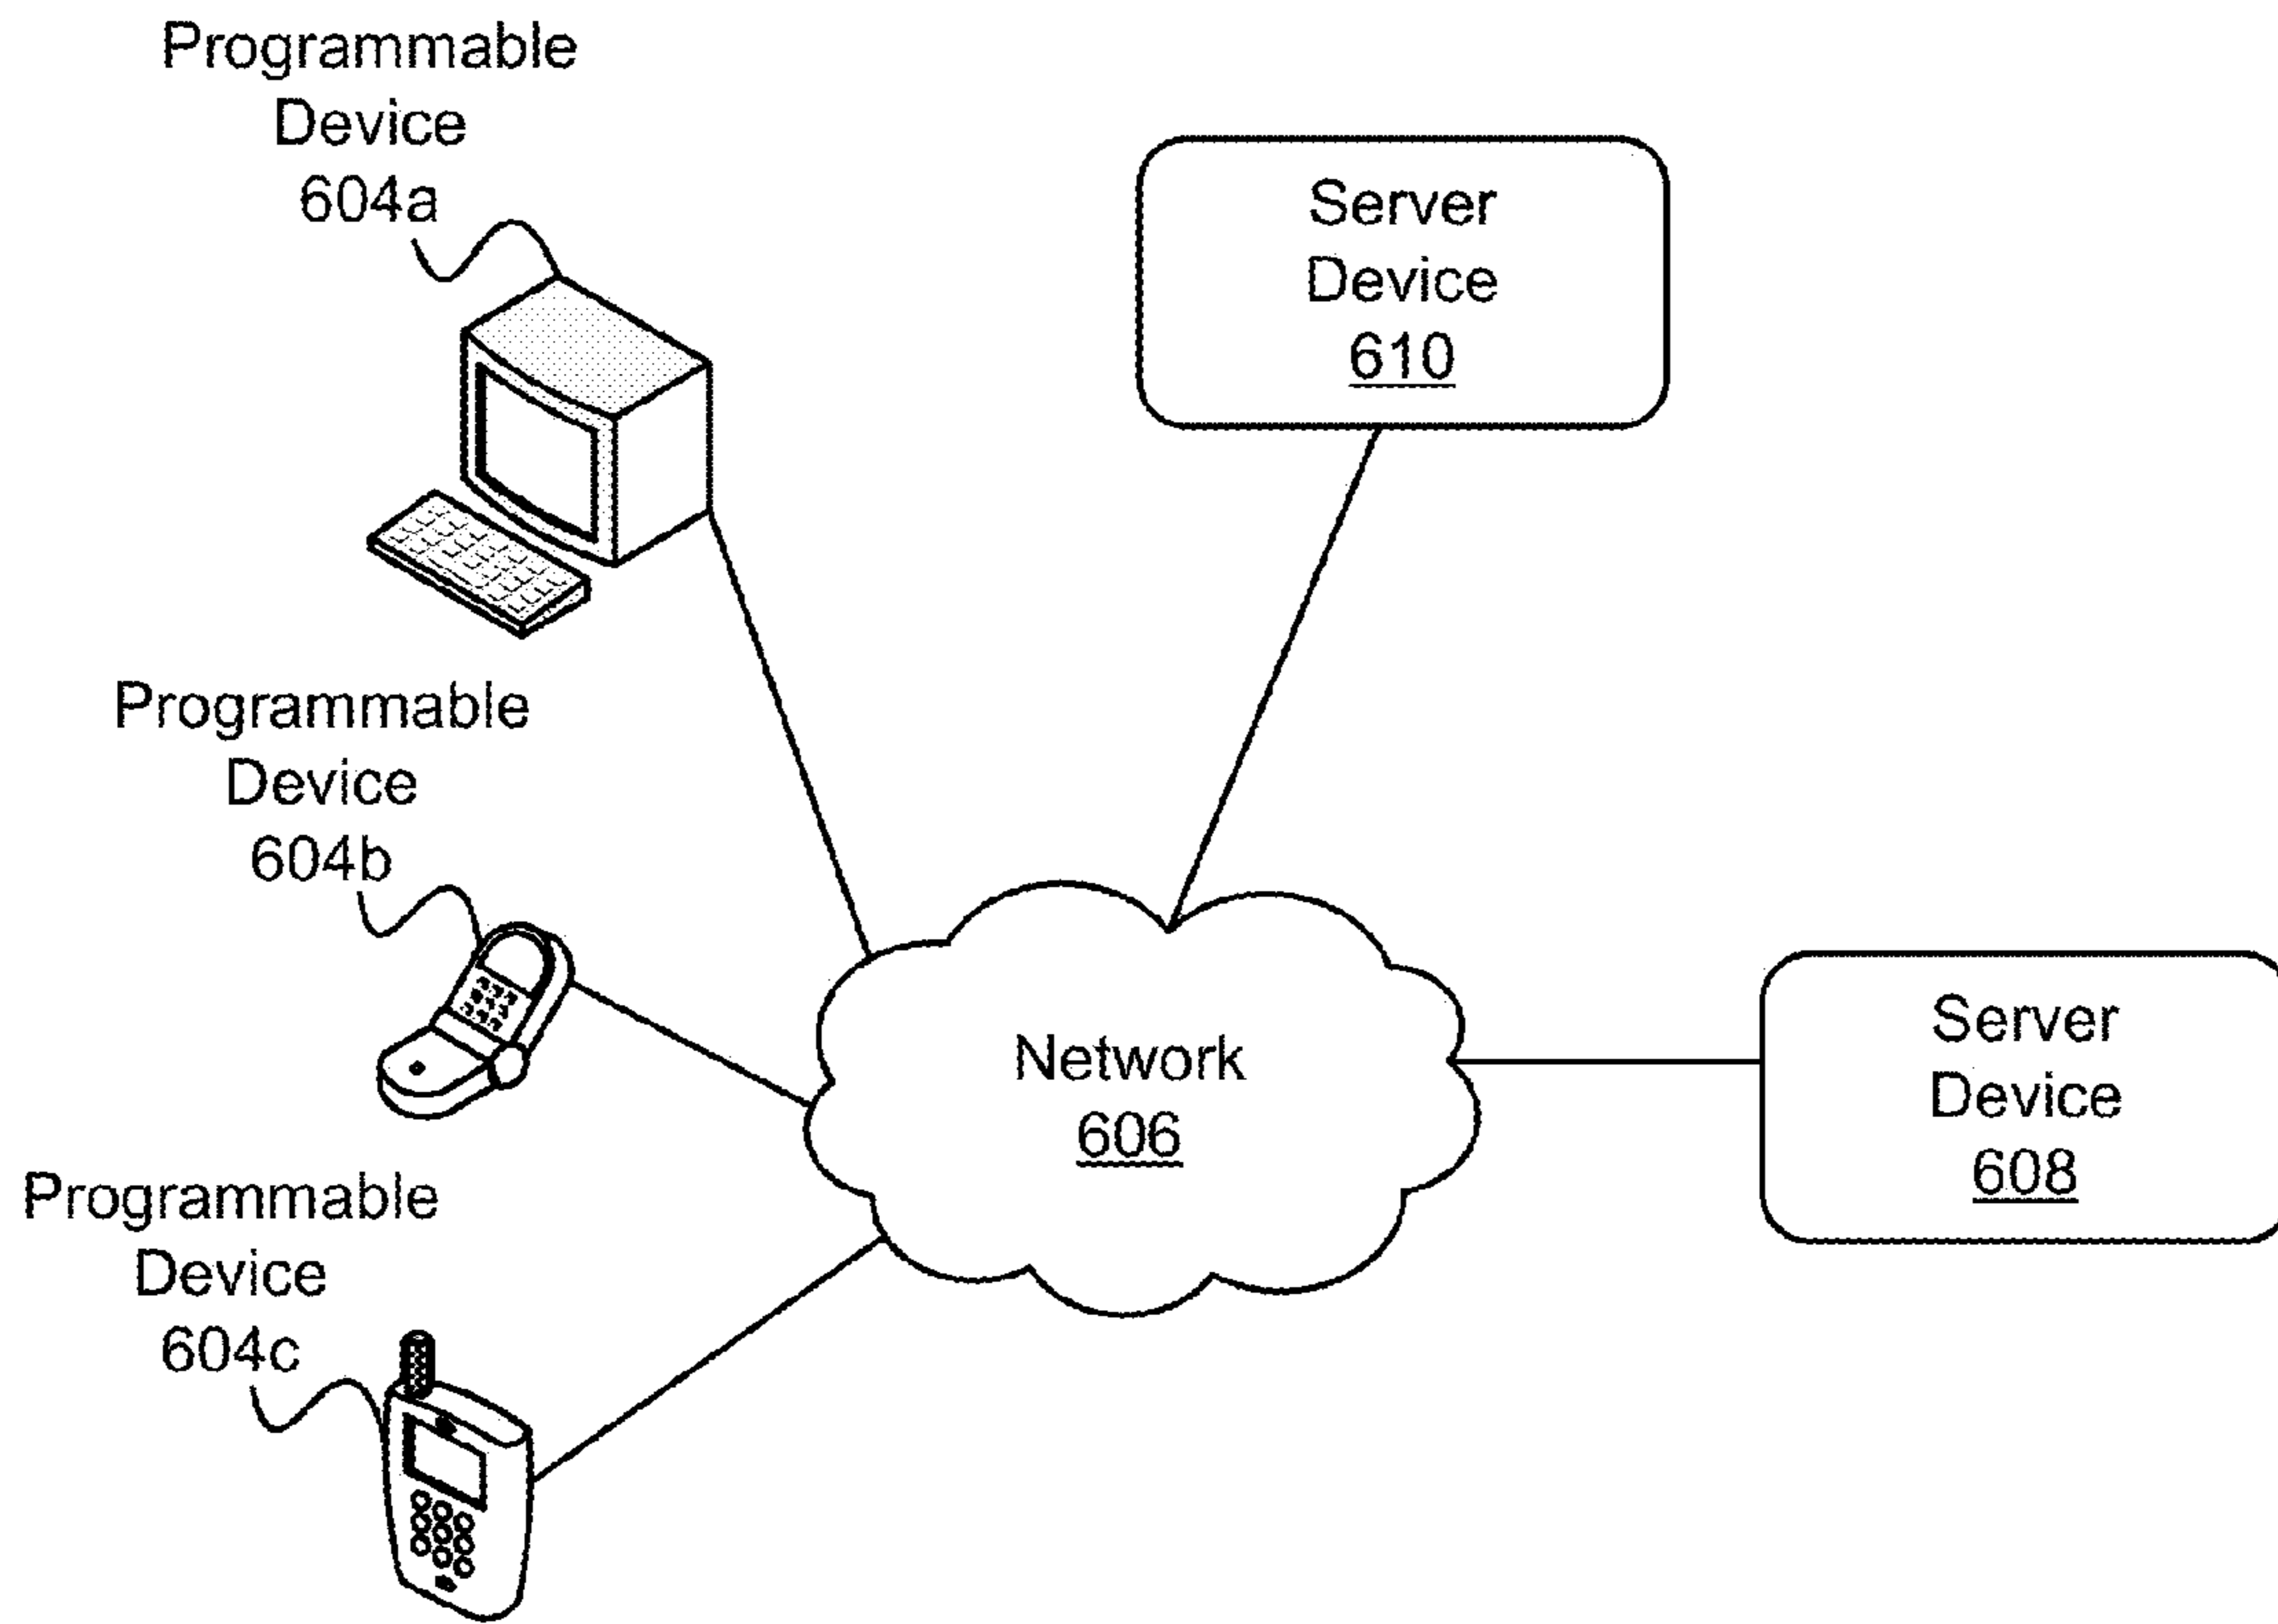 Programmable
Device
604a
Server
Device
610
Programmable
Device
604b
Network
606
Server
Device
608
Programmable
Device
604c